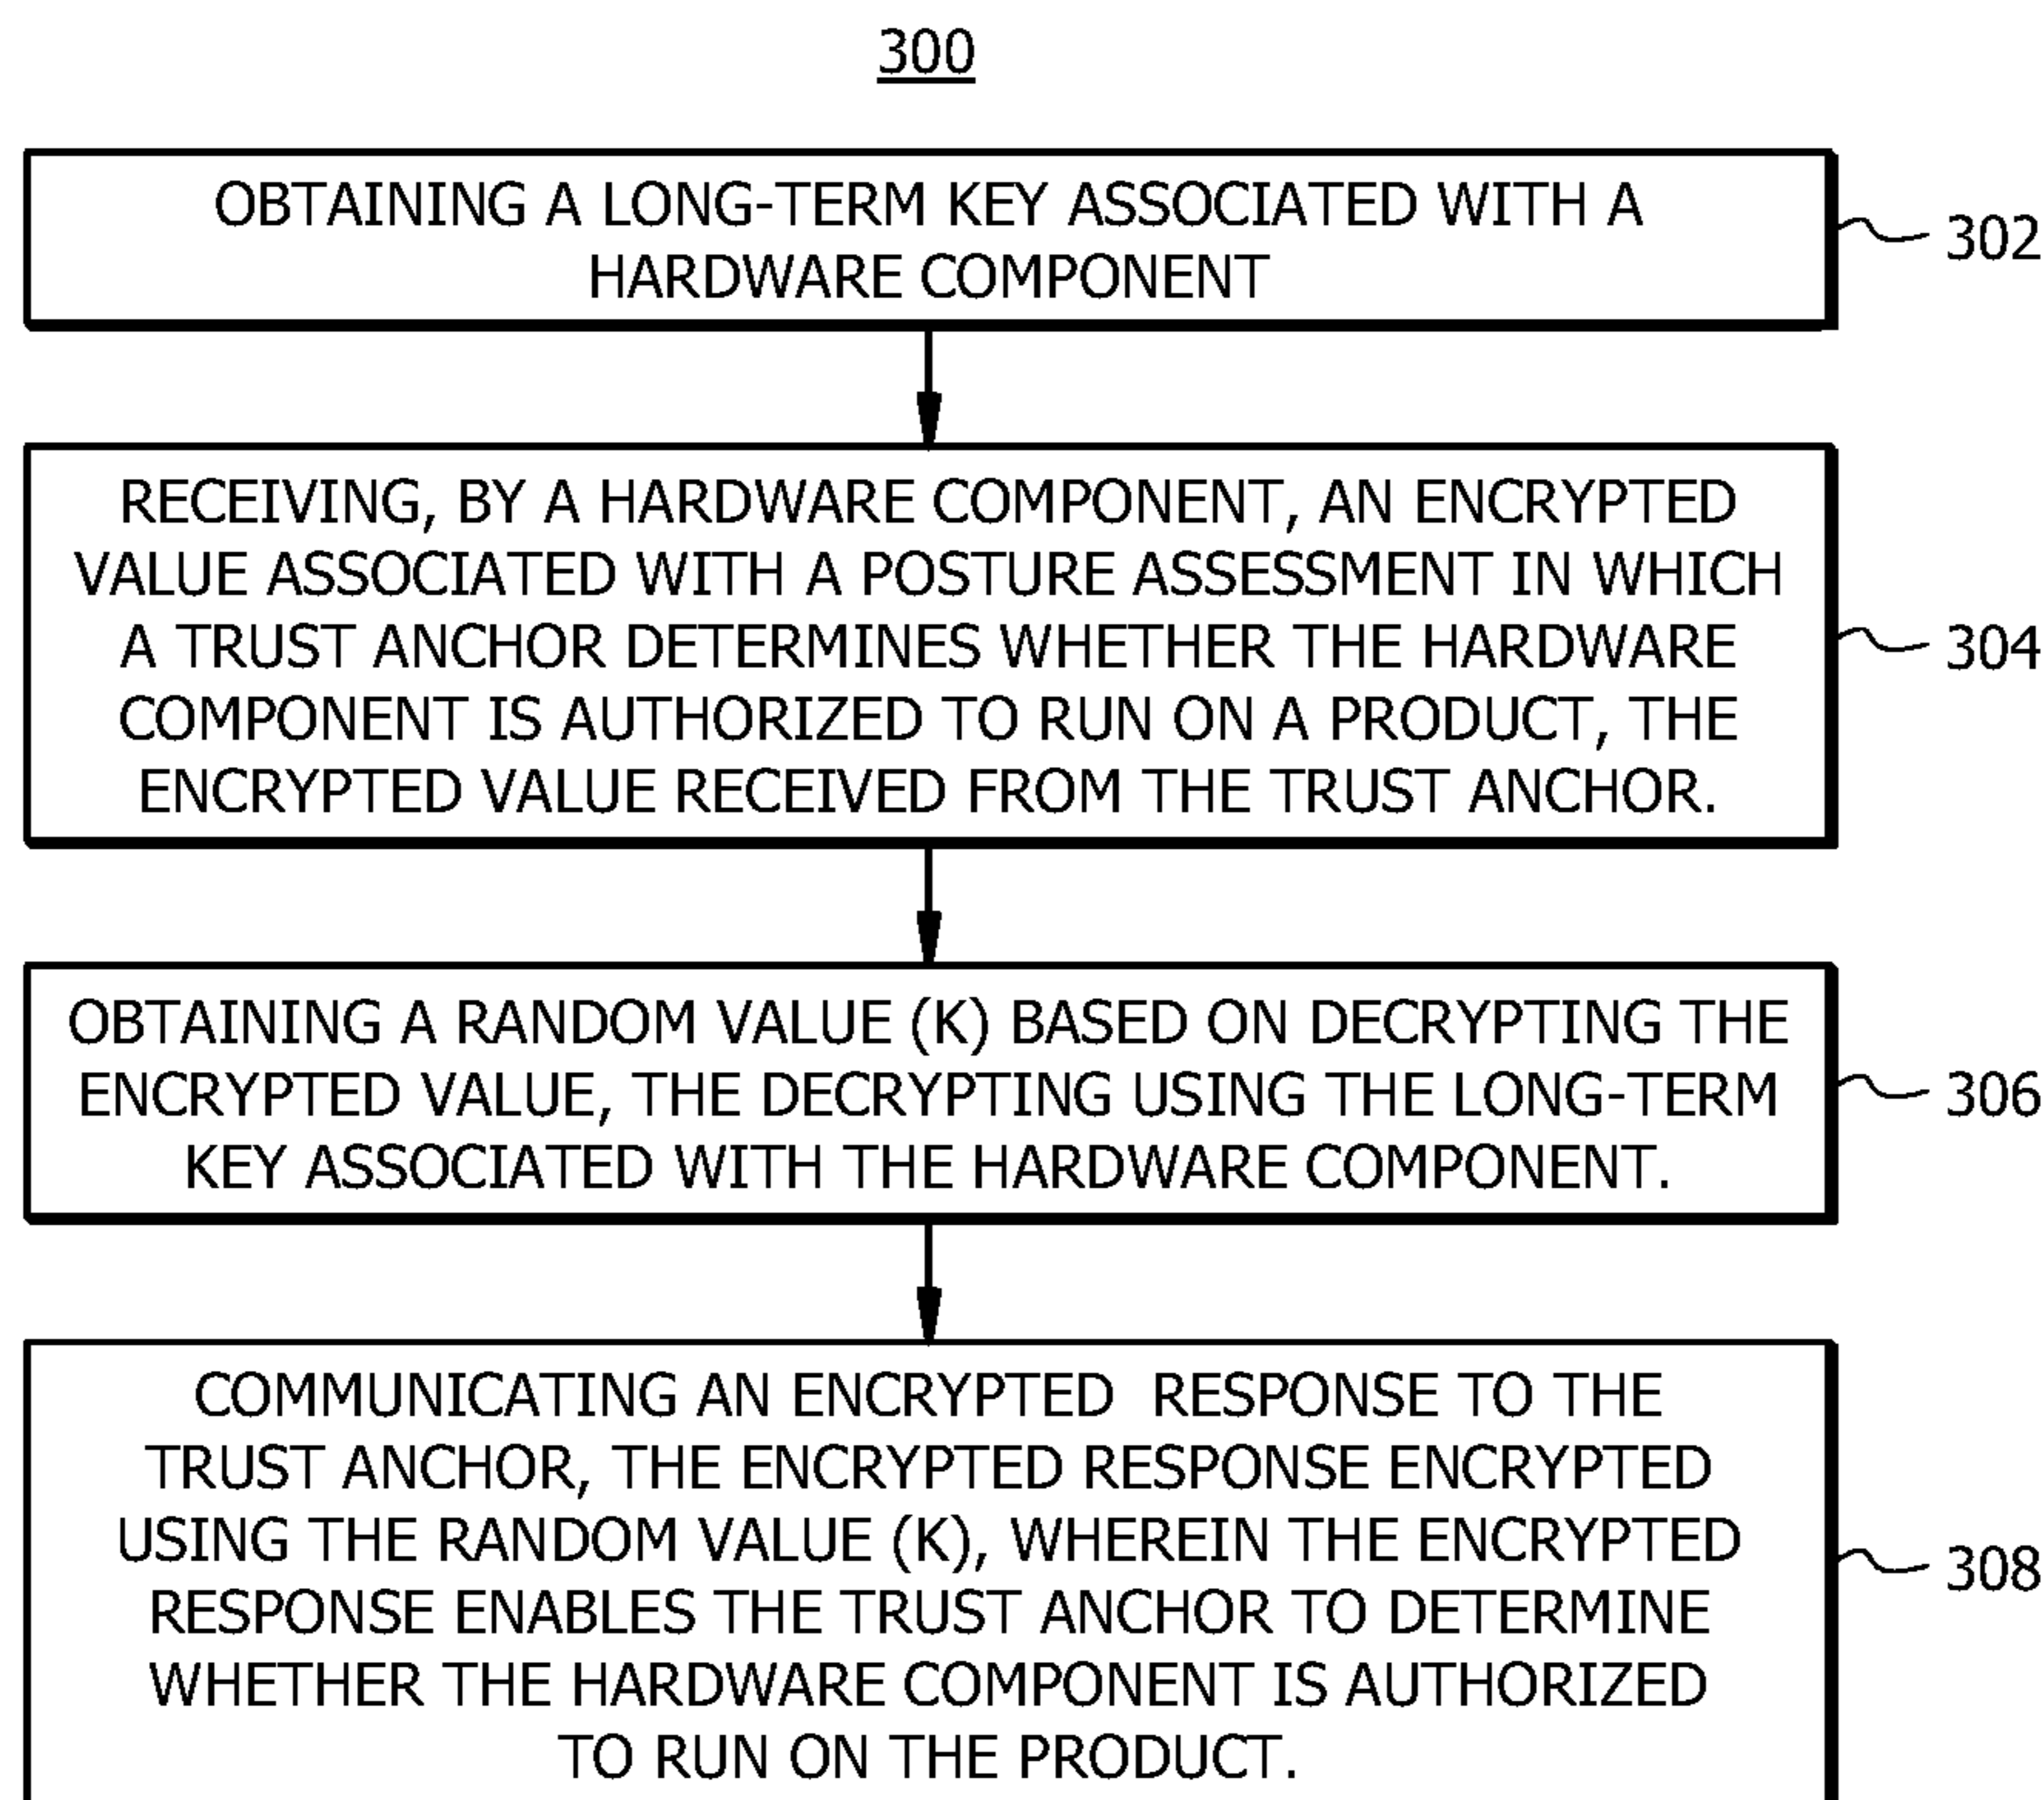 300
OBTAINING A LONG-TERM KEY ASSOCIATED WITH A
HARDWARE COMPONENT
302
RECEIVING, BY A HARDWARE COMPONENT, AN ENCRYPTED
VALUE ASSOCIATED WITH A POSTURE ASSESSMENT IN WHICH
A TRUST ANCHOR DETERMINES WHETHER THE HARDWARE
COMPONENT IS AUTHORIZED TO RUN ON A PRODUCT, THE
ENCRYPTED VALUE RECEIVED FROM THE TRUST ANCHOR.
304
OBTAINING A RANDOM VALUE (K) BASED ON DECRYPTING THE
ENCRYPTED VALUE, THE DECRYPTING USING THE LONG-TERM
KEY ASSOCIATED WITH THE HARDWARE COMPONENT.
306
COMMUNICATING AN ENCRYPTED RESPONSE TO THE
TRUST ANCHOR, THE ENCRYPTED RESPONSE ENCRYPTED
USING THE RANDOM VALUE (K), WHEREIN THE ENCRYPTED
RESPONSE ENABLES THE TRUST ANCHOR TO DETERMINE
WHETHER THE HARDWARE COMPONENT IS AUTHORIZED
TO RUN ON THE PRODUCT.
308